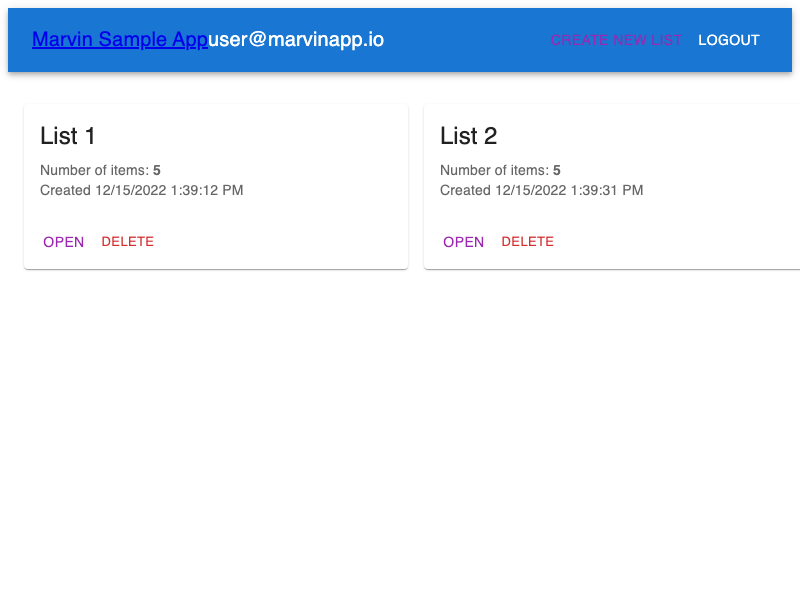 Marvin Sample Appuser@marvinapp.io CREATE NEW LIST LOGOUT
List 1
Number of items: 5
Created 12/15/2022 1:39:12 PM
OPEN DELETE
List 2
Number of items: 5
Created 12/15/2022 1:39:31 PM
OPEN DELETE